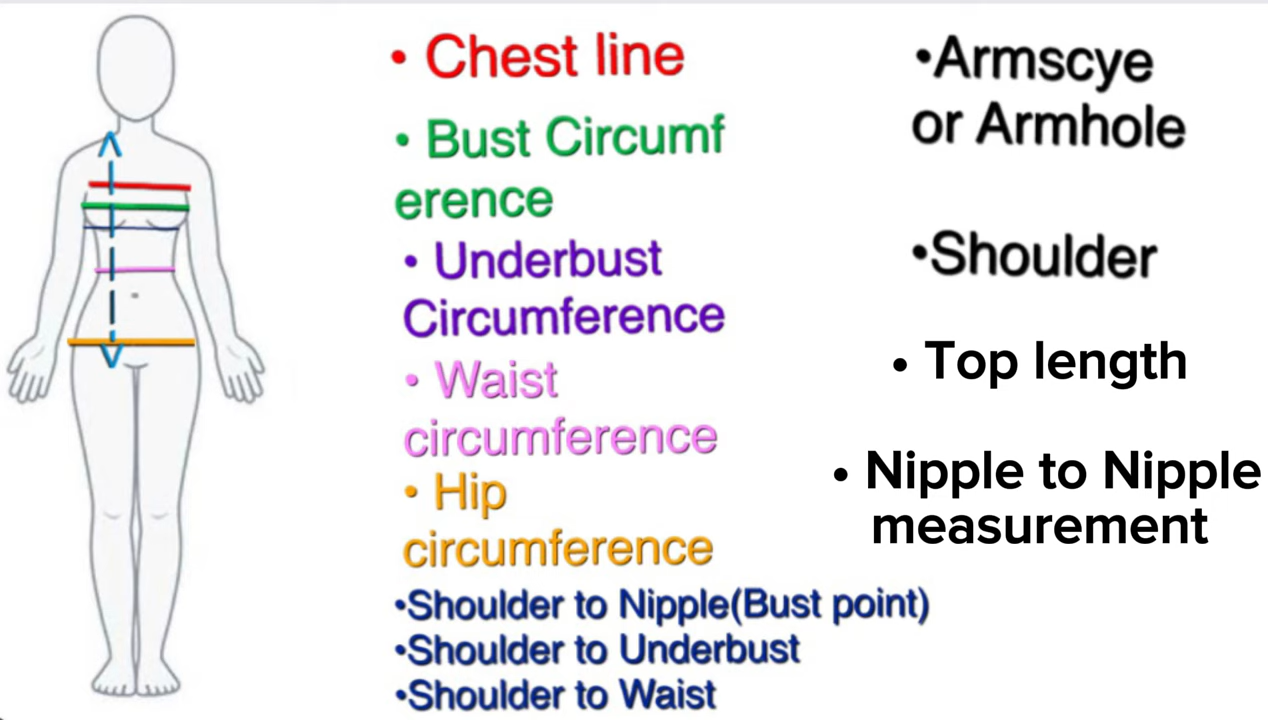 • Chest line
• Bust Circumf
erence
• Underbust
Circumference
• Waist
circumference
• Hip
circumference
•Shoulder to Nipple(Bust point)
•Shoulder to Underbust
•Shoulder to Waist
•Armscye
or Armhole
•Shoulder
• Top length
• Nipple to Nipple
measurement